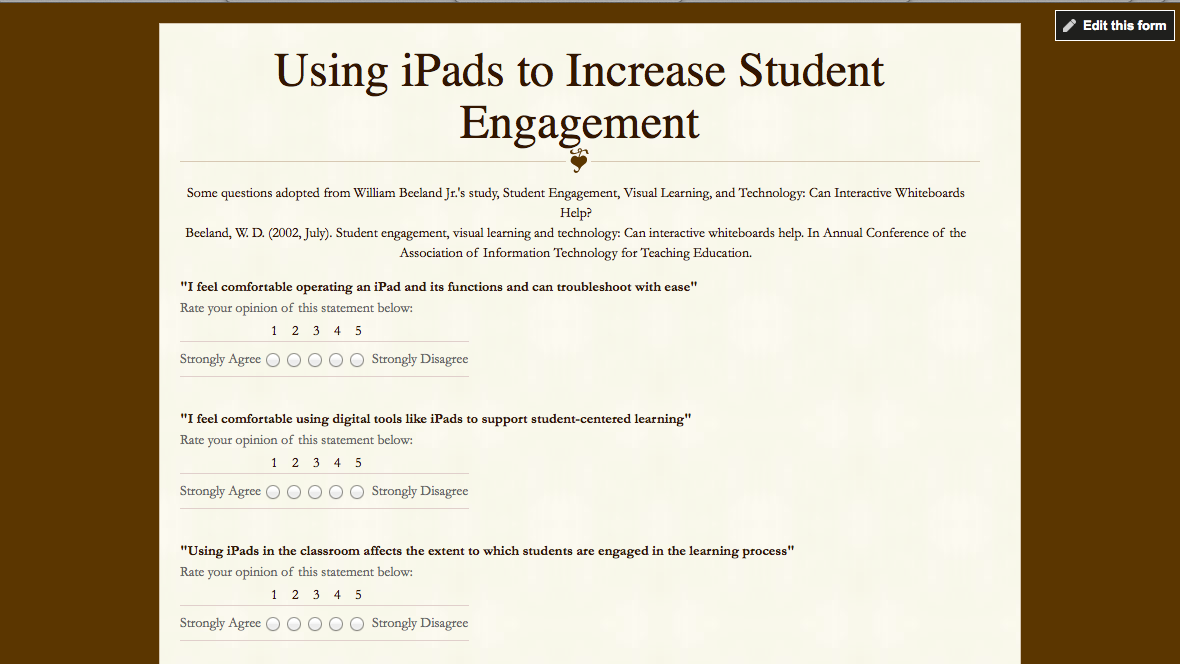 Edit this form
Using iPads to Increase Student
Engagement
Some questions adopted from William Beeland Jr.'s study, Student Engagement, Visual Learning, and Technology: Can Interactive Whiteboards
Help?
Beeland, W. D. (2002, July). Student engagement, visual learning and technology: Can interactive whiteboards help. In Annual Conference of the
Association of Information Technology for Teaching Education.
"I feel comfortable operating an iPad and its functions and can troubleshoot with ease"
Rate your opinion of this statement below:
1 2 3 4 5
Strongly Agree Strongly Disagree
"I feel comfortable using digital tools like iPads to support student-centered learning"
Rate your opinion of this statement below:
1 2 3 4 5
Strongly Agree Strongly Disagree
"Using iPads in the classroom affects the extent to which students are engaged in the learning process"
Rate your opinion of this statement below:
1 2 3 4 5
Strongly Agree Strongly Disagree